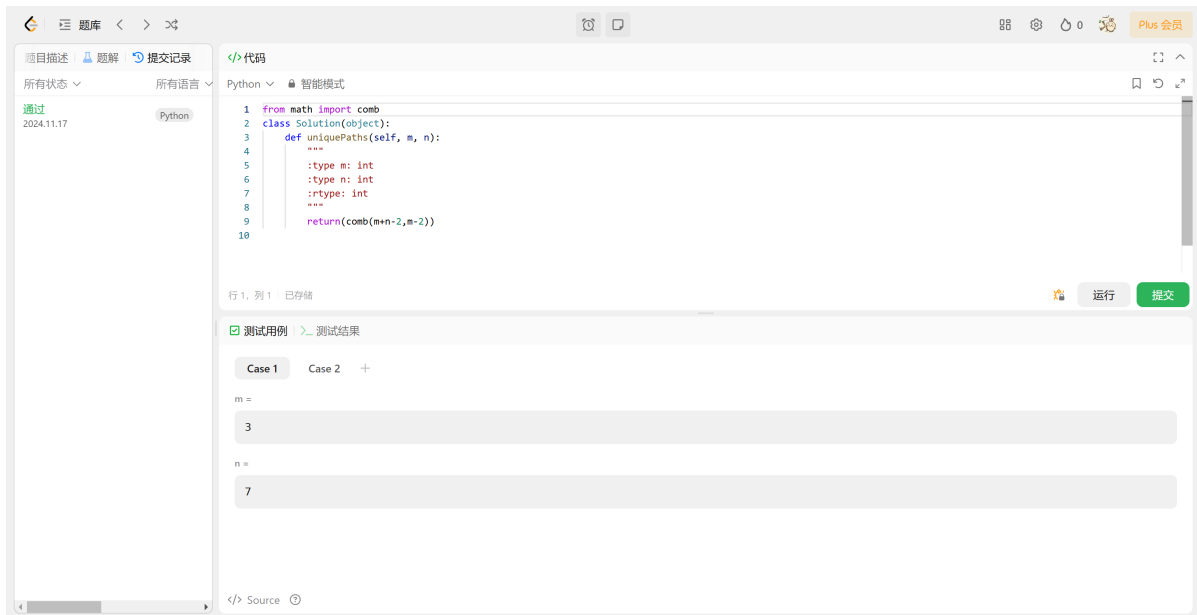 题库
0
Plus 会员
题目描述 题解 提交记录
所有状态 所有语言
通过
2024.11.17
Python
</>代码
Python 智能模式
1 from math import comb
2 class Solution(object):
3 def uniquePaths(self, m, n):
4 """
5 :type m: int
6 :type n: int
7 :rtype: int
8 """
9 return(comb(m+n-2,m-2))
10
行 1，列 1 已存储
运行
提交
测试用例 >_ 测试结果
Case 1 Case 2 +
m =
3
n =
7
</> Source ?